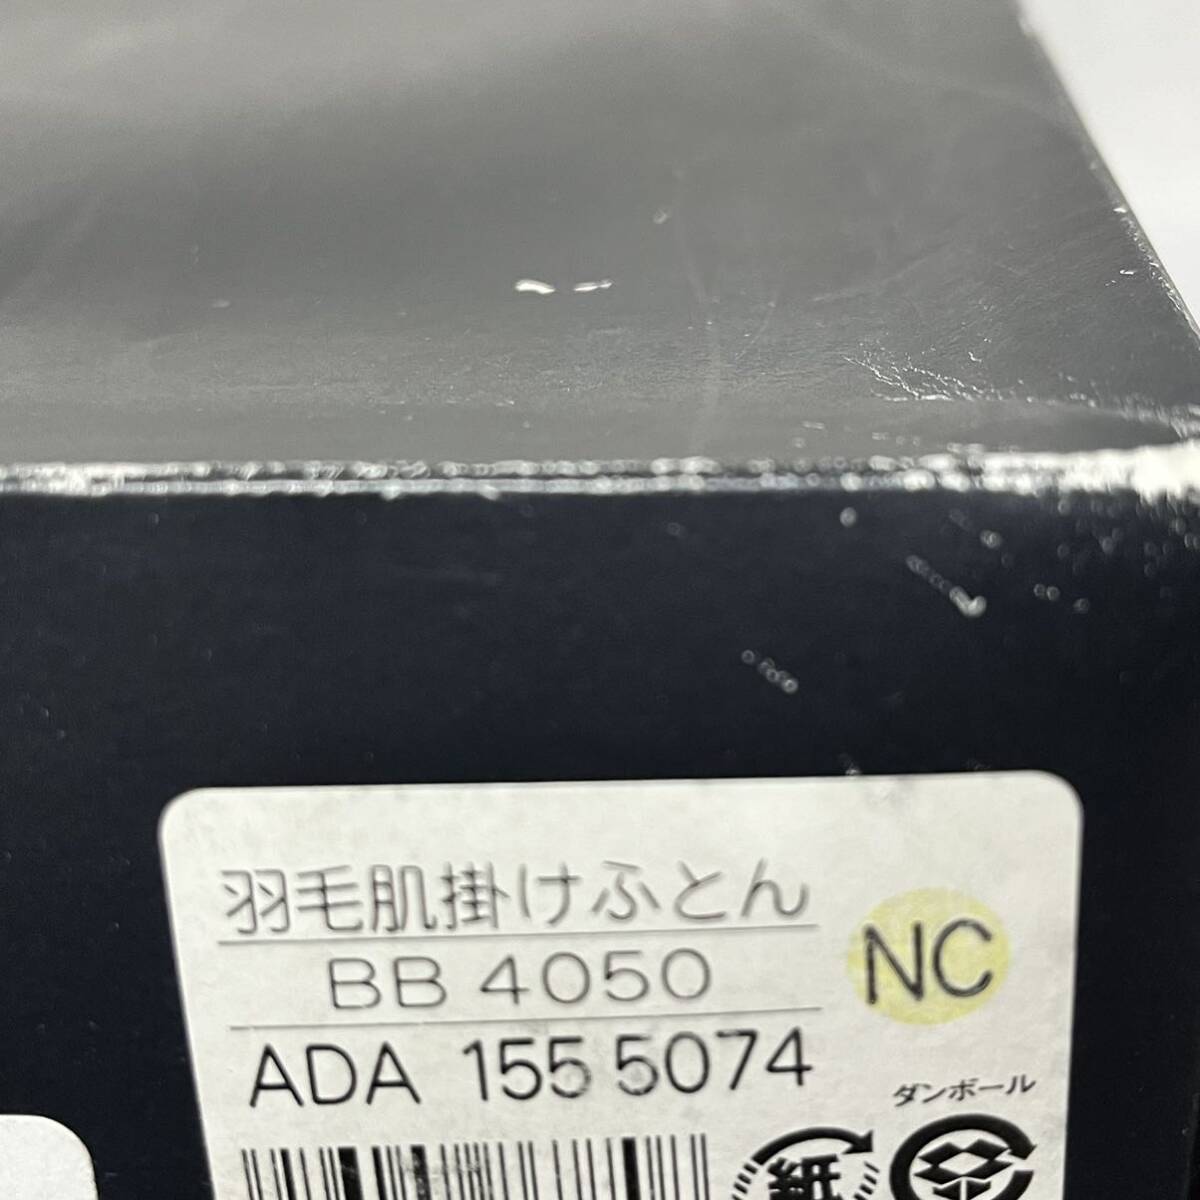 羽毛肌掛けふとん
BB 4050
NC
ADA 155 5074
ダンボール
紙